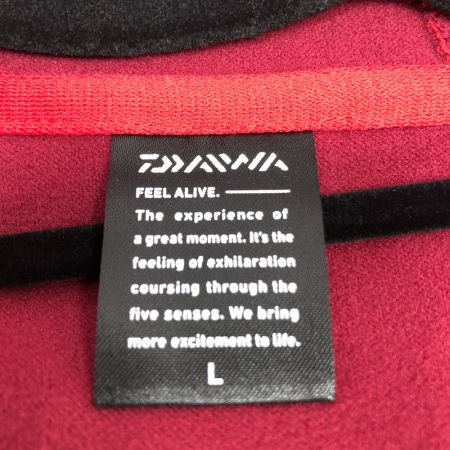 DAIWA
FEEL ALIVE.
The experience of
a great moment. It's the
feeling of exhilaration
coursing through the
five senses. We bring
more excitement to life.
L